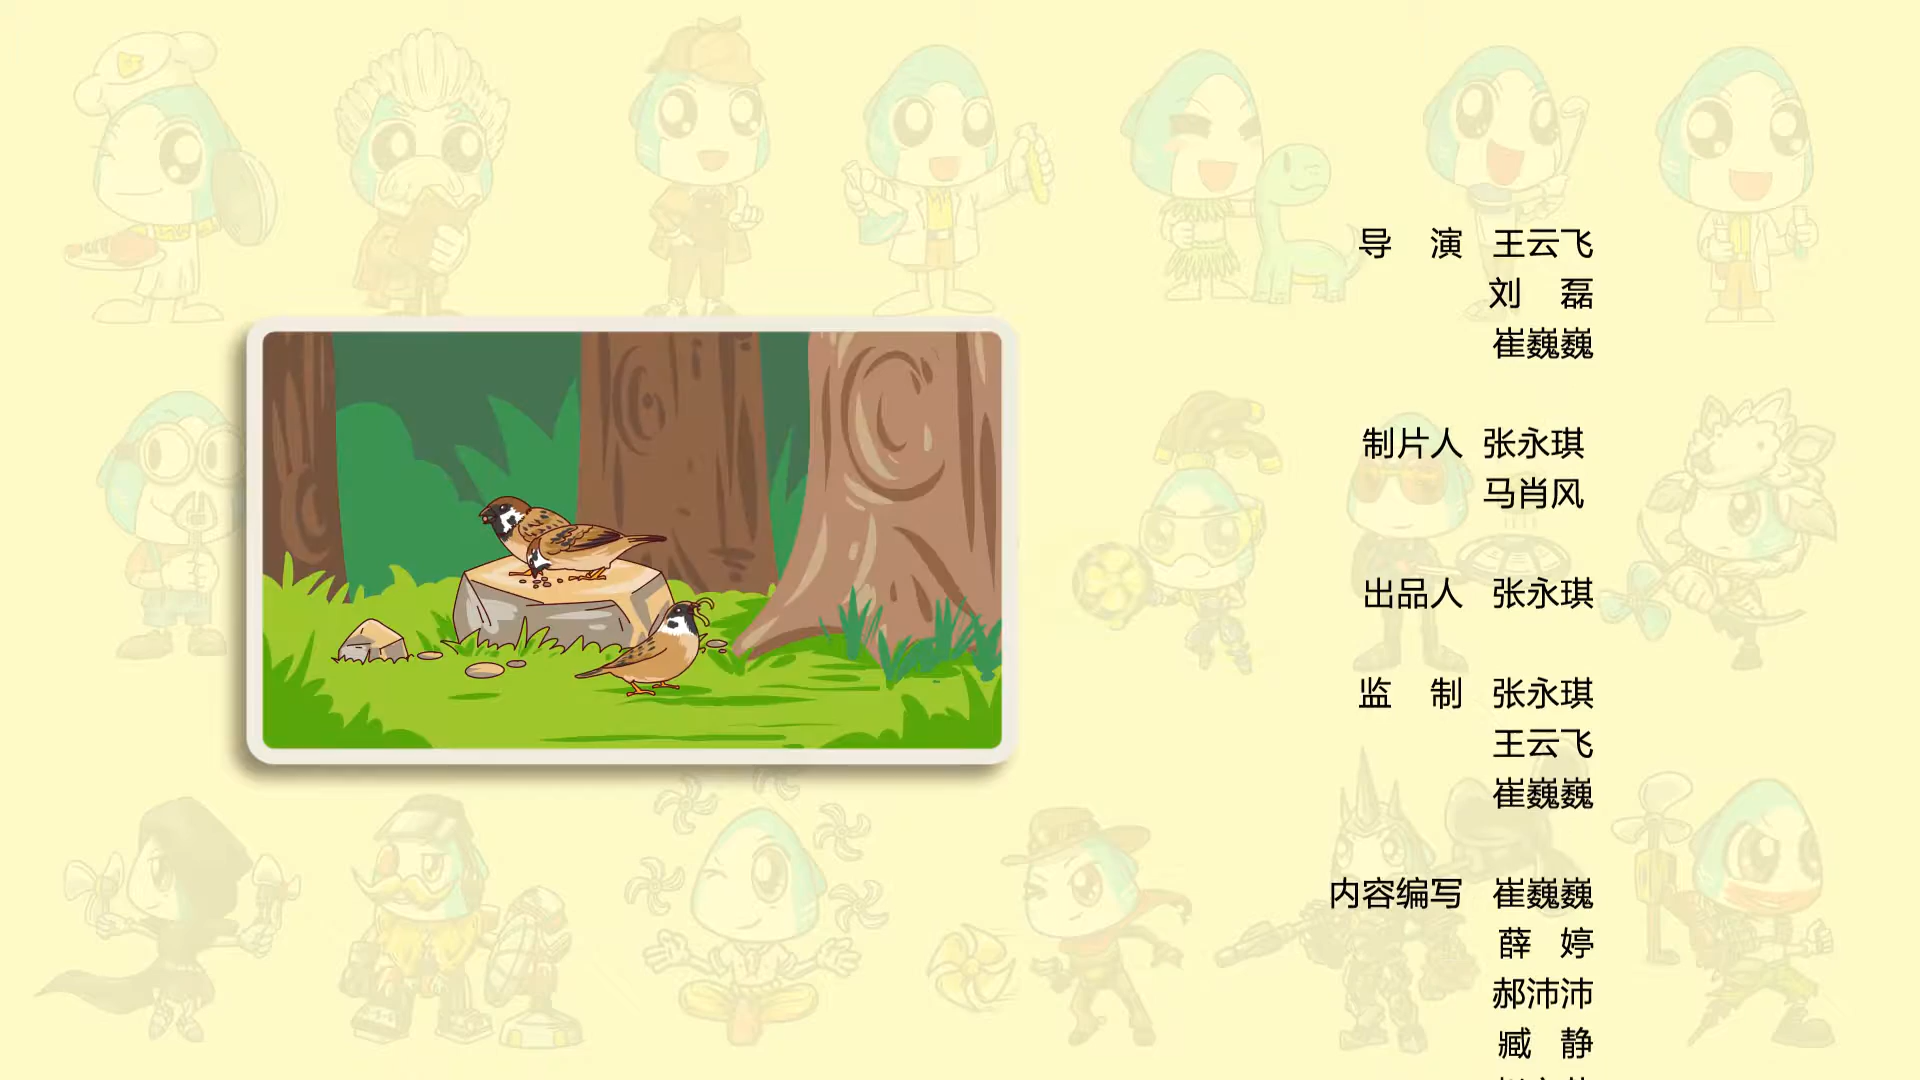 导 演 王云飞
刘 磊
崔巍巍
制片人 张永琪
马肖风
出品人 张永琪
监 制 张永琪
王云飞
崔巍巍
内容编写 崔巍巍
薛 婷
郝沛沛
臧 静